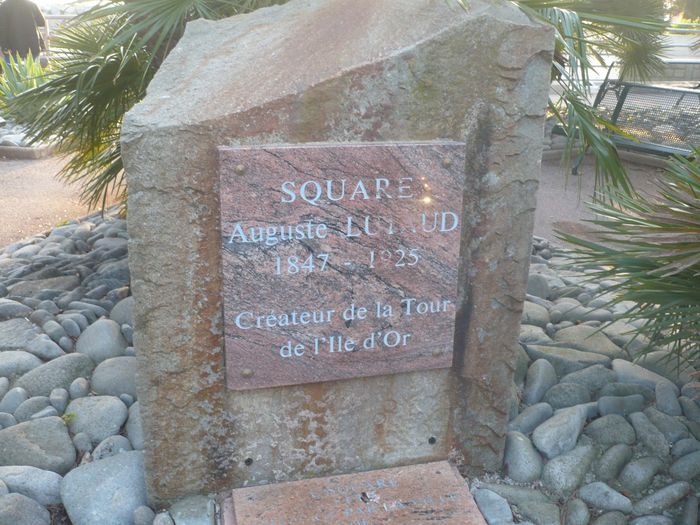 SQUARE
Auguste LUTAUD
1847 - 1925
Créateur de la Tour
de l'Ile d'Or